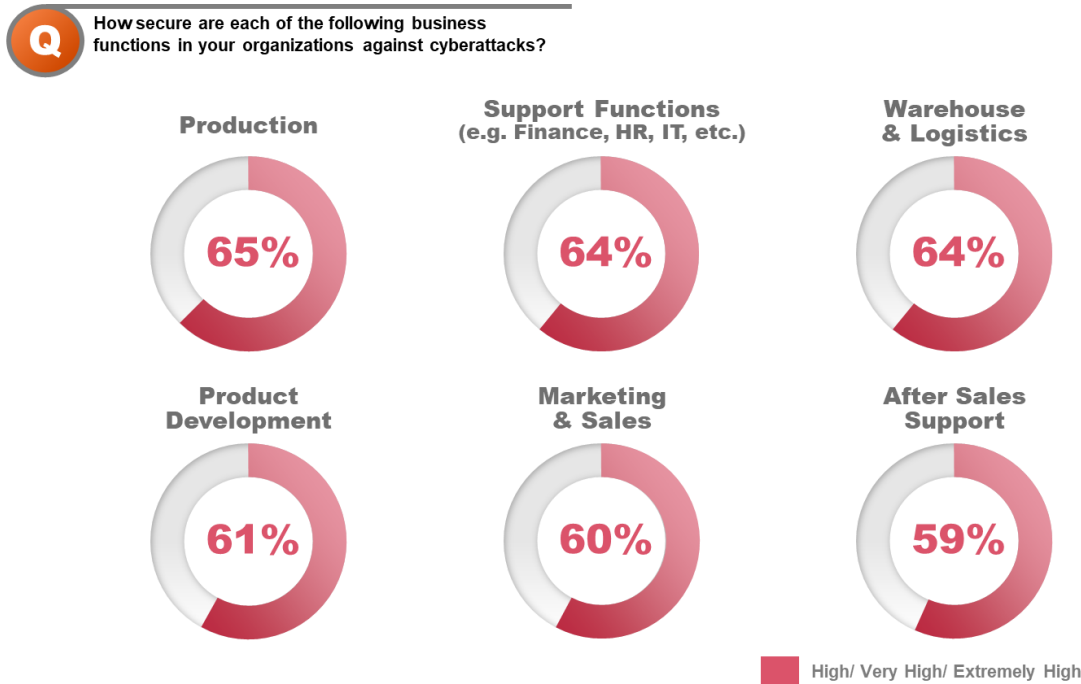 Q
How secure are each of the following business
functions in your organizations against cyberattacks?
Production
65%
Support Functions
(e.g. Finance, HR, IT, etc.)
64%
Warehouse
& Logistics
64%
Product
Development
61%
Marketing
& Sales
60%
After Sales
Support
59%
High/ Very High/ Extremely High